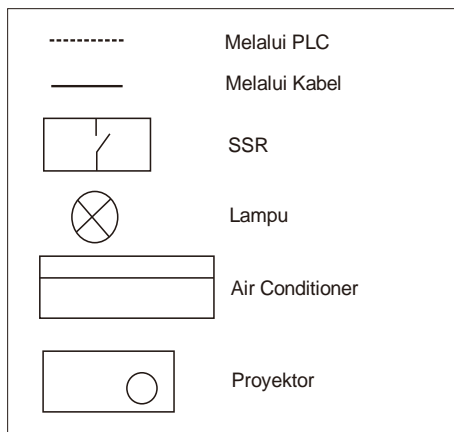 Melalui PLC
Melalui Kabel
SSR
Lampu
Air Conditioner
Proyektor